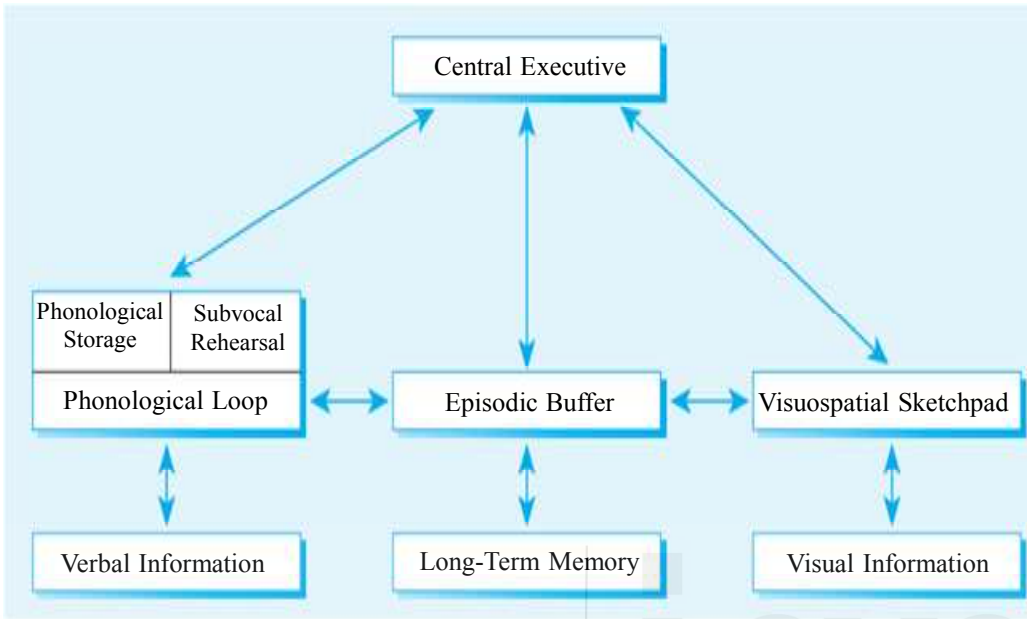 Central Executive
Phonological
Storage
Subvocal
Rehearsal
Phonological Loop
Episodic Buffer
Visuospatial Sketchpad
Verbal Information
Long-Term Memory
Visual Information